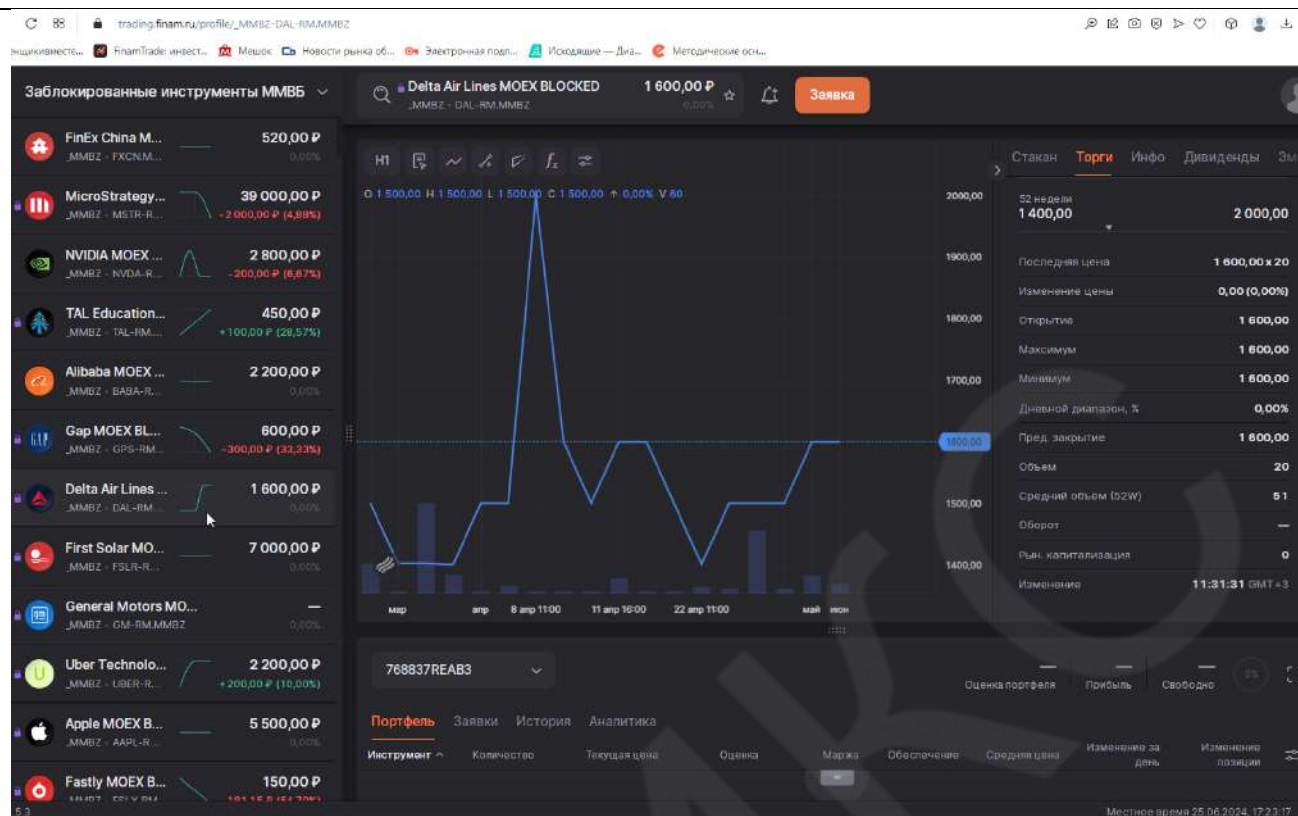 trading.finam.ru/profile/_MMBZ-DAL-RM.MMBZ
FinamTrade: инвест... Мешок Новости рынка об... Электронная подп... Исходящие — Диа... Методические осн...
Заблокированные инструменты ММВБ
Delta Air Lines MOEX BLOCKED 1 600,00 ₽
_MMBZ - DAL-RM.MMBZ 0,00%
Заявка
FinEx China M... 520,00 ₽
_MMBZ - FXCN.M... 0,00%
MicroStrategy... 39 000,00 ₽
_MMBZ - MSTR-R... -2 000,00 ₽ (4,88%)
NVIDIA MOEX ... 2 800,00 ₽
_MMBZ - NVDA-R... -200,00 ₽ (6,67%)
TAL Education... 450,00 ₽
_MMBZ - TAL-RM.... +100,00 ₽ (28,57%)
Alibaba MOEX ... 2 200,00 ₽
_MMBZ - BABA-R... 0,00%
Gap MOEX BL... 600,00 ₽
_MMBZ - GPS-RM... -300,00 ₽ (33,33%)
Delta Air Lines ... 1 600,00 ₽
_MMBZ - DAL-RM... 0,00%
First Solar MO... 7 000,00 ₽
_MMBZ - FSLR-R... 0,00%
General Motors MO... —
_MMBZ - GM-RM.MMBZ 0,00%
Uber Technolo... 2 200,00 ₽
_MMBZ - UBER-R... +200,00 ₽ (10,00%)
Apple MOEX B... 5 500,00 ₽
_MMBZ - AAPL-R... 0,00%
Fastly MOEX B... 150,00 ₽
H1
O 1 500,00 H 1 500,00 L 1 500,00 C 1 500,00 0,00% V 60
2000,00
1900,00
1800,00
1700,00
1600,00
1500,00
1400,00
мар апр 8 апр 11:00 11 апр 16:00 22 апр 11:00 май июн
Стакан Торги Инфо Дивиденды Эм
52 недели
1 400,00 2 000,00
Последняя цена 1 600,00 x 20
Изменение цены 0,00 (0,00%)
Открытие 1 600,00
Максимум 1 600,00
Минимум 1 600,00
Дневной диапазон, % 0,00%
Пред. закрытие 1 600,00
Объем 20
Средний объем (52W) 51
Оборот —
Рын. капитализация 0
Изменение 11:31:31 GMT+3
768837REAB3
Оценка портфеля Прибыль Свободно 0%
Портфель Заявки История Аналитика
Инструмент Количество Текущая цена Оценка Маржа Обеспечение Средняя цена Изменение за день Изменение позиции
5.3 Местное время 25.06.2024, 17:23:17